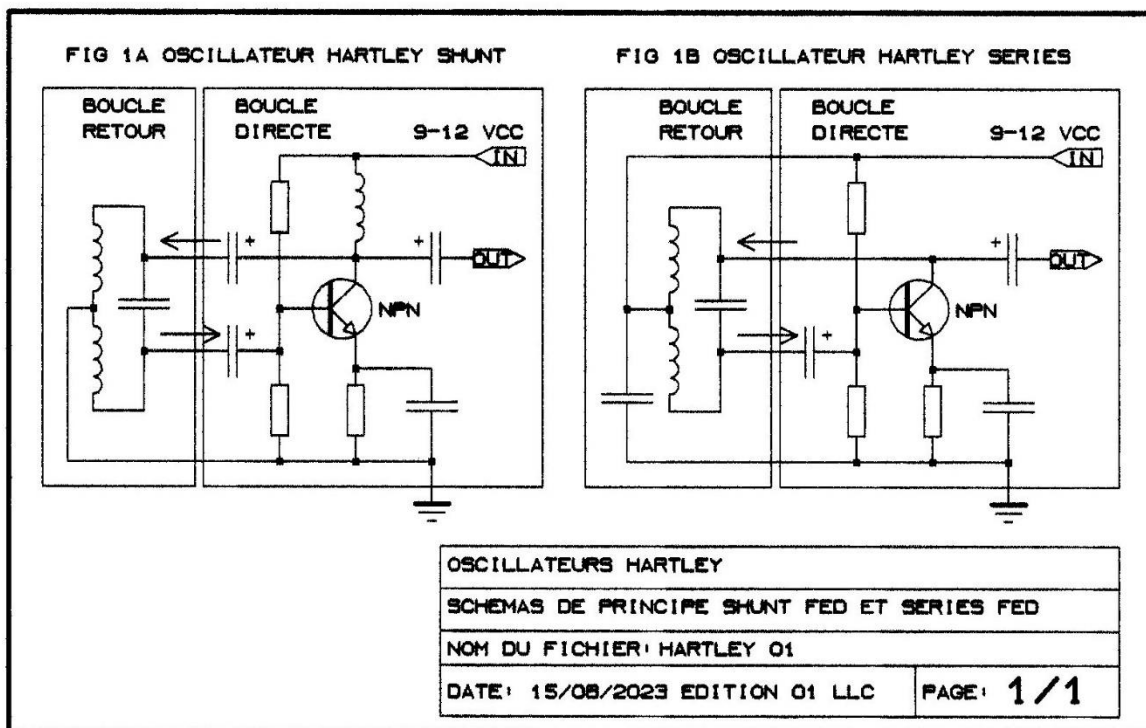 FIG 1A OSCILLATEUR HARTLEY SHUNT
BOUCLE
RETOUR
BOUCLE
DIRECTE
9-12 VCC
IN
+
+
+
OUT
NPN
FIG 1B OSCILLATEUR HARTLEY SERIES
BOUCLE
RETOUR
BOUCLE
DIRECTE
9-12 VCC
IN
+
OUT
NPN
+
OSCILLATEURS HARTLEY
SCHEMAS DE PRINCIPE SHUNT FED ET SERIES FED
NOM DU FICHIER: HARTLEY 01
DATE: 15/08/2023 EDITION 01 LLC
PAGE: 1/1